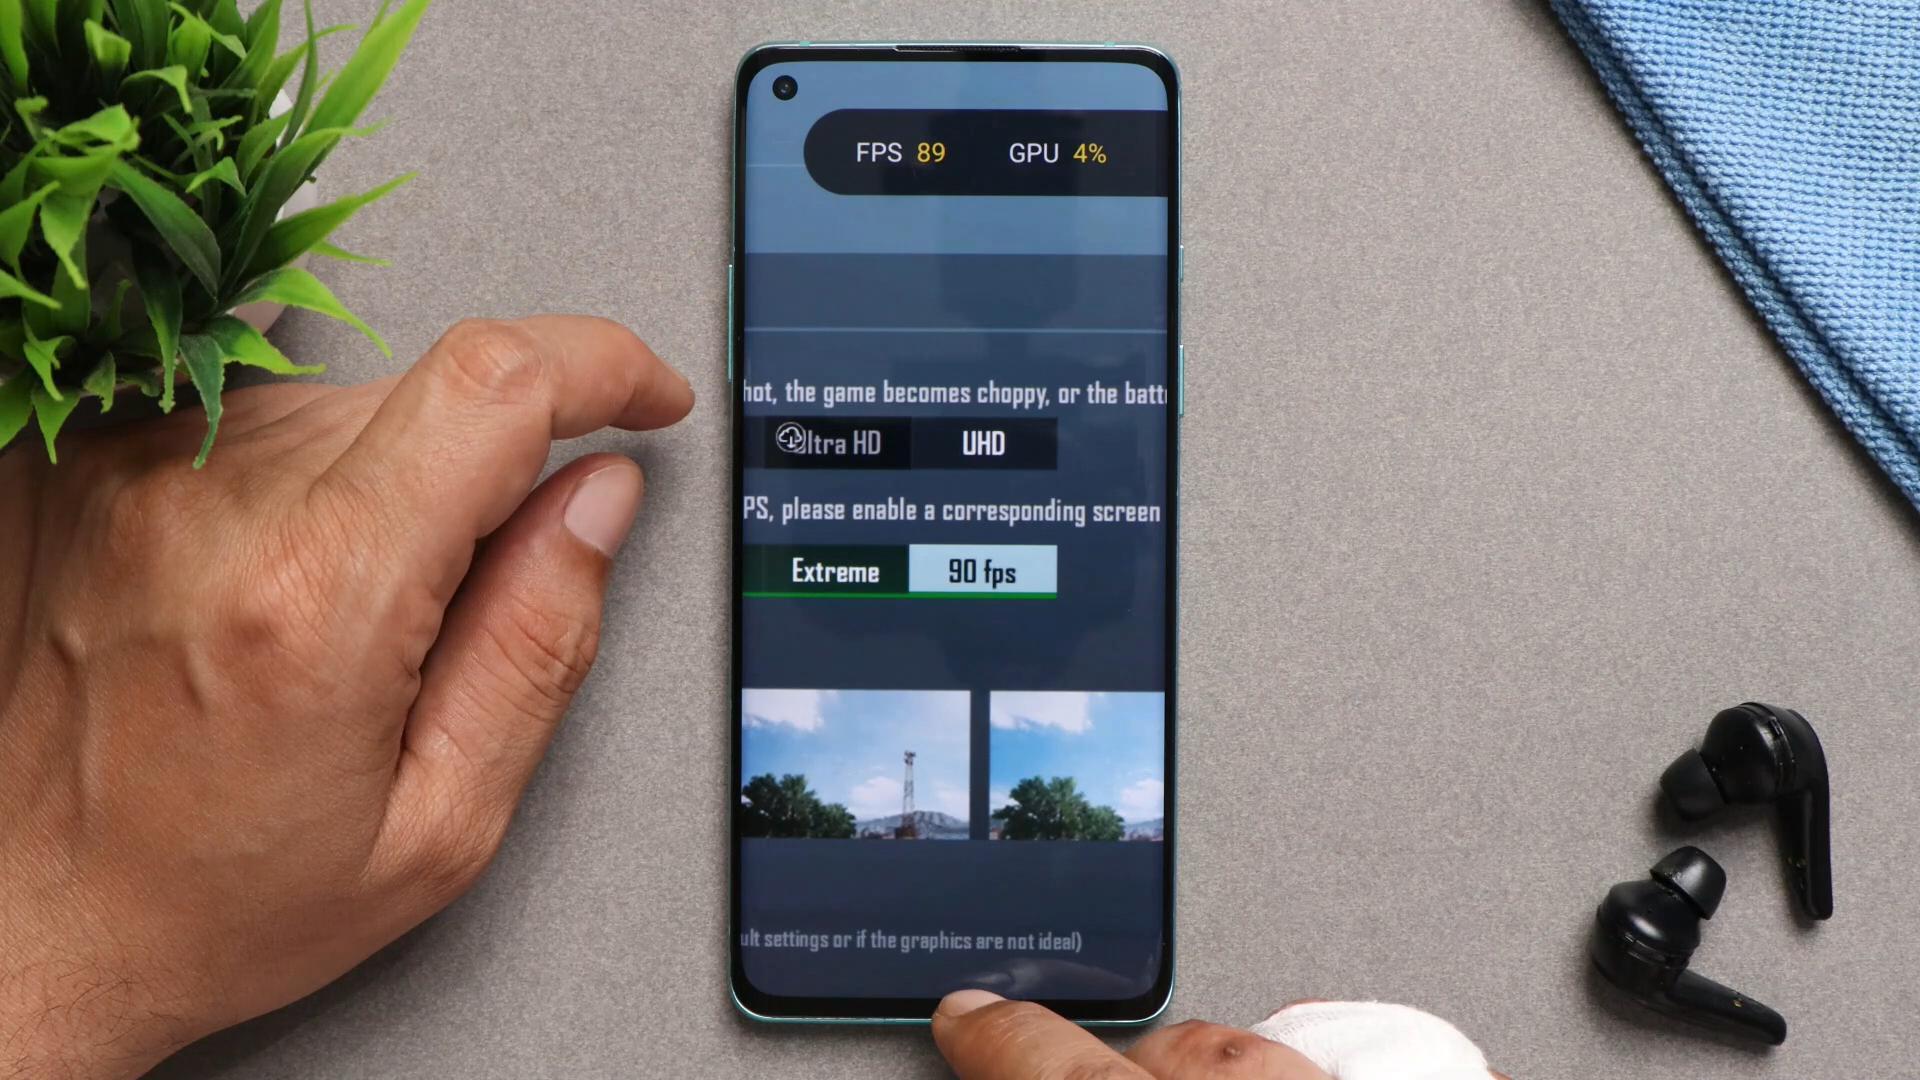 FPS 89 GPU 4%
hot, the game becomes choppy, or the batt
ltra HD UHD
PS, please enable a corresponding screen
Extreme 90 fps
ult settings or if the graphics are not ideal)